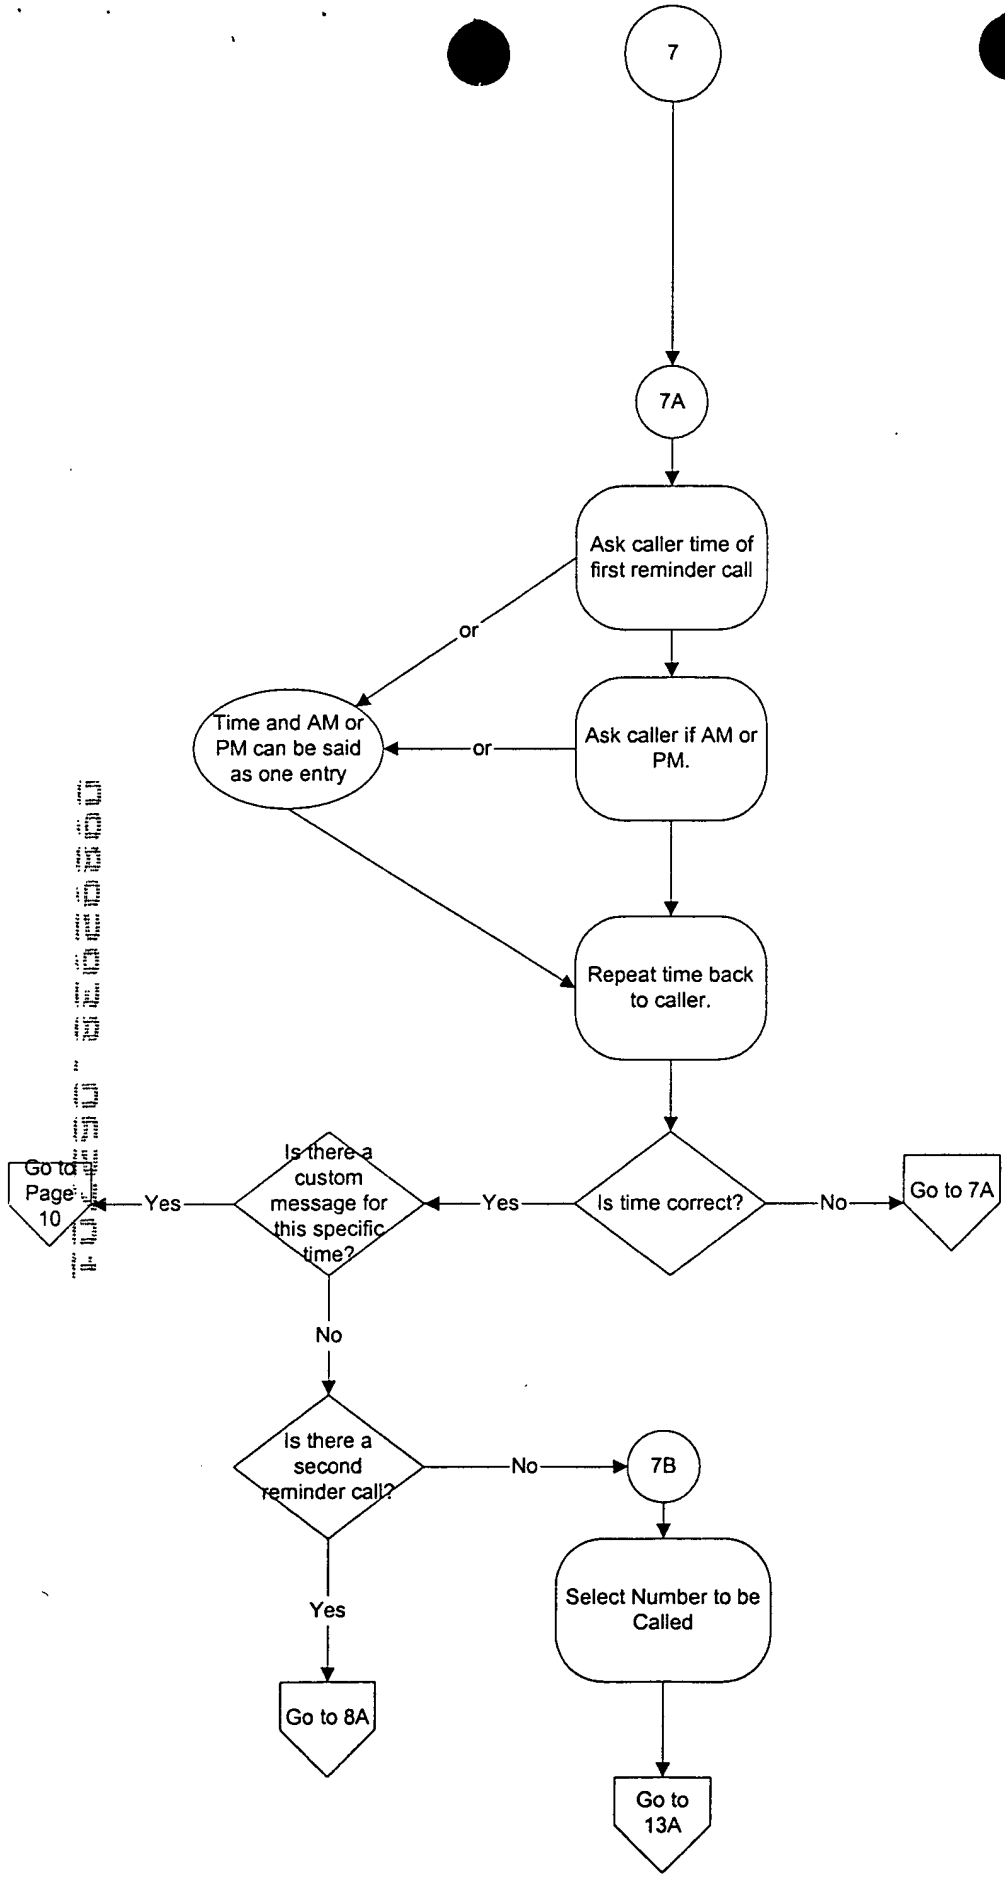 7
7A
Ask caller time of
first reminder call
or
Time and AM or
PM can be said
as one entry
or
Ask caller if AM or
PM.
Repeat time back
to caller.
Is time correct?
No
Go to 7A
Yes
Is there a
custom
message for
this specific
time?
Yes
Go to
Page
10
No
Is there a
second
reminder call?
No
7B
Select Number to be
Called
Yes
Go to 8A
Go to
13A